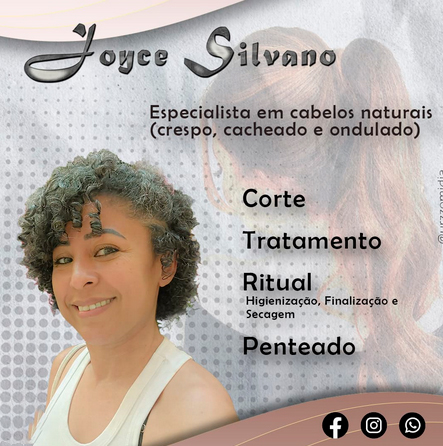 Joyce Silvano
Especialista em cabelos naturais
(crespo, cacheado e ondulado)
Corte
Tratamento
Ritual
Higienização, Finalização e
Secagem
Penteado